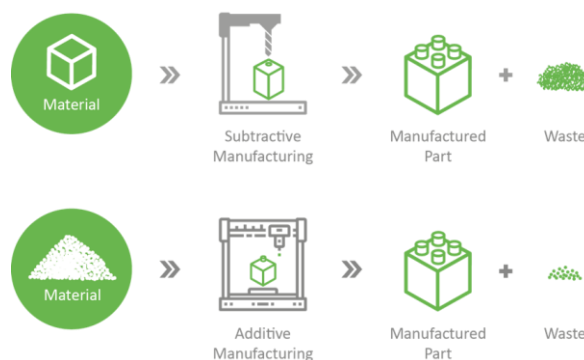 Material
Subtractive
Manufacturing
Manufactured
Part
Waste
Material
Additive
Manufacturing
Manufactured
Part
Waste